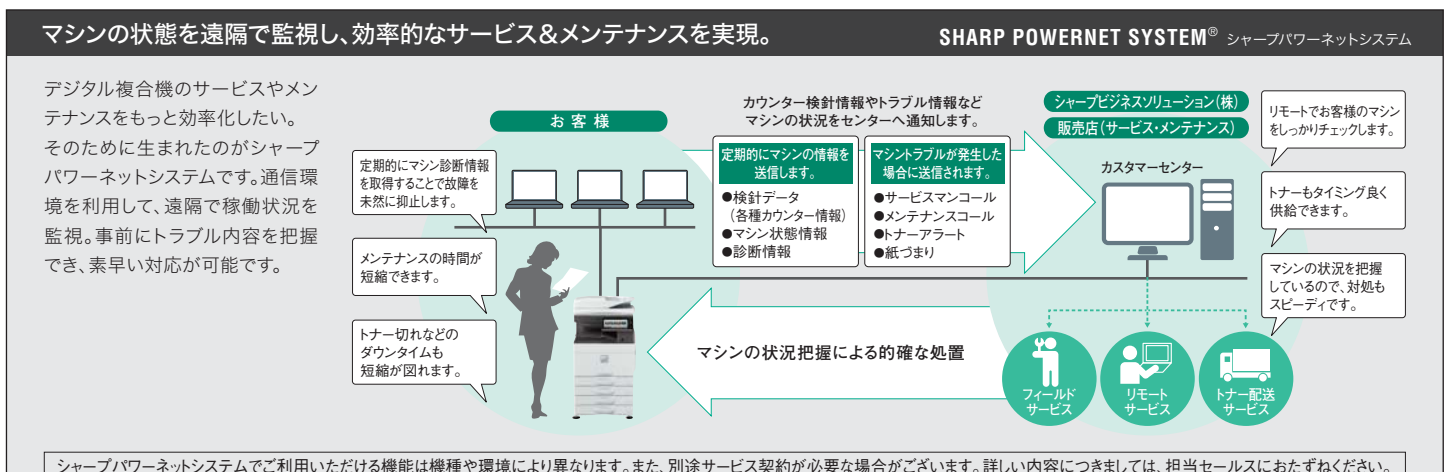 マシンの状態を遠隔で監視し、効率的なサービス&メンテナンスを実現。
SHARP POWERNET SYSTEM® シャープパワーネットシステム
デジタル複合機のサービスやメン
テナンスをもっと効率化したい。
そのために生まれたのがシャープ
パワーネットシステムです。通信環
境を利用して、遠隔で稼働状況を
監視。事前にトラブル内容を把握
でき、素早い対応が可能です。
お客様
定期的にマシン診断情報
を取得することで故障を
未然に抑止します。
メンテナンスの時間が
短縮できます。
トナー切れなどの
ダウンタイムも
短縮が図れます。
カウンター検針情報やトラブル情報など
マシンの状況をセンターへ通知します。
定期的にマシンの情報を
送信します。
●検針データ
(各種カウンター情報)
●マシン状態情報
●診断情報
マシントラブルが発生した
場合に送信されます。
●サービスマンコール
●メンテナンスコール
●トナーアラート
●紙づまり
マシンの状況把握による的確な処置
シャープビジネスソリューション(株)
販売店(サービス・メンテナンス)
カスタマーセンター
リモートでお客様のマシン
をしっかりチェックします。
トナーもタイミング良く
供給できます。
マシンの状況を把握
しているので、対処も
スピーディです。
フィールド
サービス
リモート
サービス
トナー配送
サービス
シャープパワーネットシステムでご利用いただける機能は機種や環境により異なります。また、別途サービス契約が必要な場合がございます。詳しい内容につきましては、担当セールスにおたずねください。